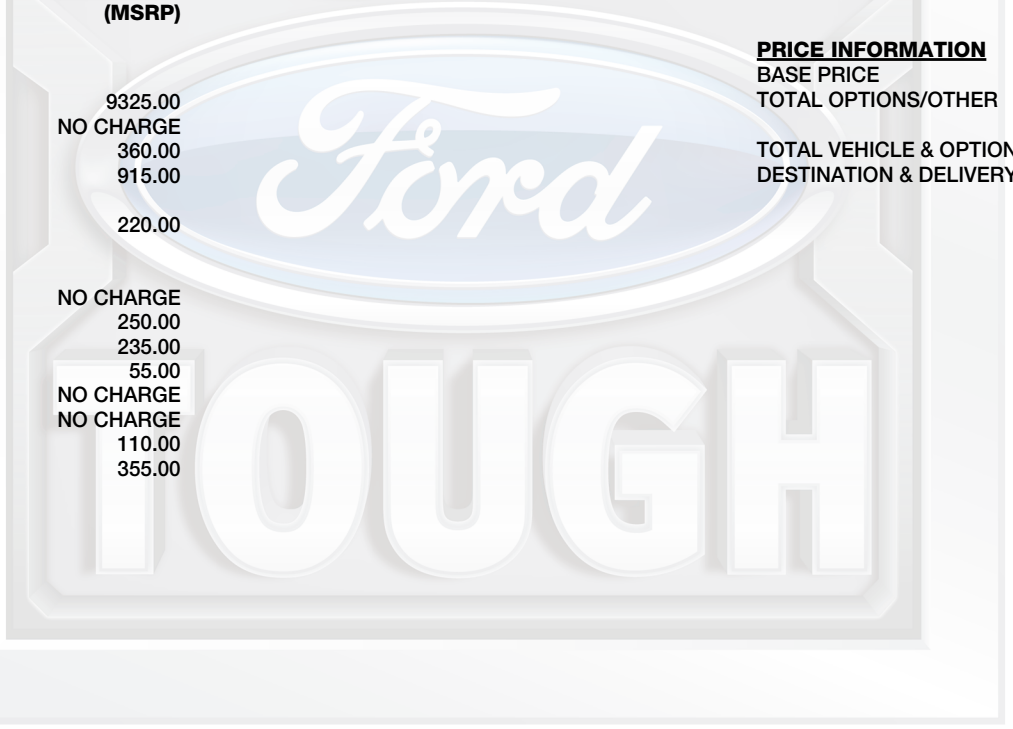 (MSRP)
9325.00
NO CHARGE
360.00
915.00
220.00
NO CHARGE
250.00
235.00
55.00
NO CHARGE
NO CHARGE
110.00
355.00
PRICE INFORMATION
BASE PRICE
TOTAL OPTIONS/OTHER
TOTAL VEHICLE & OPTION
DESTINATION & DELIVERY
Ford
TOUGH